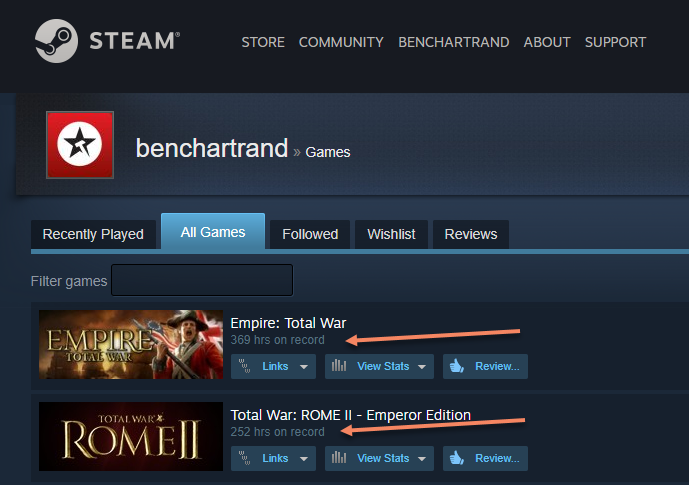 STEAM®
STORE COMMUNITY BENCHARTRAND ABOUT SUPPORT
benchartrand » Games
Recently Played All Games Followed Wishlist Reviews
Filter games
EMPIRE
TOTAL WAR
Empire: Total War
369 hrs on record
Links View Stats Review...
TOTAL WAR
ROME II
Total War: ROME II - Emperor Edition
252 hrs on record
Links View Stats Review...